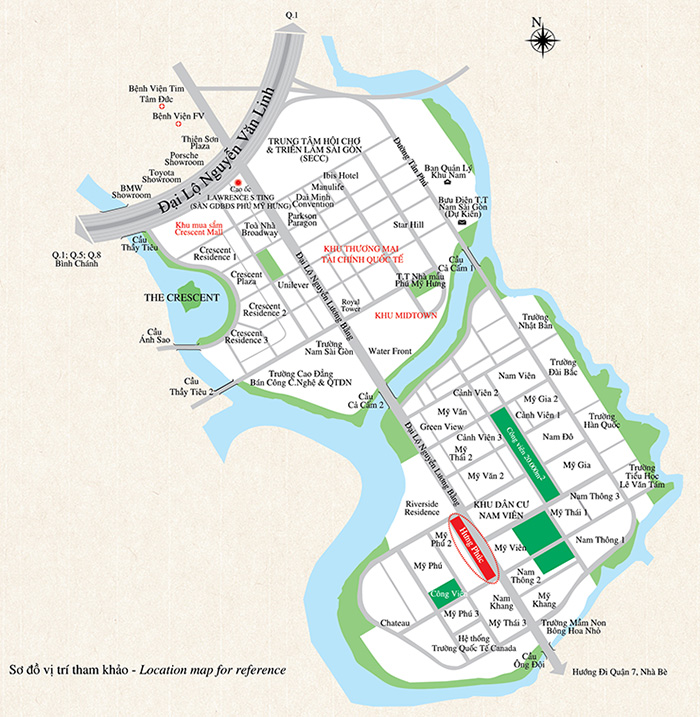 Q.1
N
Bệnh Viện Tim
Tâm Đức
Bệnh Viện FV
Thiên Sơn
Plaza
Porsche
Showroom
Toyota
Showroom
BMW
Showroom
Đại Lộ Nguyễn Văn Linh
TRUNG TÂM HỘI CHỢ
& TRIỂN LÃM SÀI GÒN
(SECC)
Đường Tân Phú
Ban Quản Lý
Khu Nam
Bưu Điện T.T
Nam Sài Gòn
(Dự Kiến)
Ibis Hotel
Manulife
Dai Minh
Convention
Cao ốc
LAWRENCE S TING
(SÀN GDBDS PHÚ MỸ HƯNG)
Parkson
Paragon
Star Hill
Khu mua sắm
Crescent Mall
Toà Nhà
Broadway
Q.1; Q.5; Q.8
Bình Chánh
Cầu
Thầy Tiêu
Crescent
Residence 1
KHU THƯƠNG MẠI
TÀI CHÍNH QUỐC TẾ
Cầu
Cả Cấm 1
Đại Lộ Nguyễn Lương Bằng
Crescent
Plaza
Unilever
T.T Nhà mẫu
Phú Mỹ Hưng
THE CRESCENT
Crescent
Residence 2
Royal
Tower
KHU MIDTOWN
Cầu
Ánh Sao
Crescent
Residence 3
Trường
Nam Sài Gòn
Water Front
Trường
Nhật Bản
Cầu
Thầy Tiêu 2
Trường Cao Đẳng
Bán Công C.Nghệ & QTDN
Cầu
Cả Cấm 2
Trường
Đài Bắc
Nam Viên
Cảnh Viên 2
Mỹ Gia 2
Mỹ Văn
Cảnh Viên 1
Trường
Hàn Quốc
Green View
Cảnh Viên 3
Nam Đô
Mỹ
Thái 2
Công viên 20.000m²
Mỹ Gia
Đại Lộ Nguyễn Lương Bằng
Mỹ Văn 2
Trường
Tiểu Học
Lê Văn Tám
Nam Thông 3
Riverside
Residence
KHU DÂN CƯ
NAM VIÊN
Mỹ Thái 1
Mỹ
Phú 2
Hưng Phúc
Mỹ Viên
Nam Thông 1
Mỹ Phú
Nam
Thông 2
Công Viên
Nam
Khang
Mỹ
Khang
Chateau
Mỹ Phú 3
Mỹ Thái 3
Trường Mầm Non
Bông Hoa Nhỏ
Hệ thống
Trường Quốc Tế Canada
Cầu
Ông Đội
Hướng Đi Quận 7, Nhà Bè
Sơ đồ vị trí tham khảo - Location map for reference